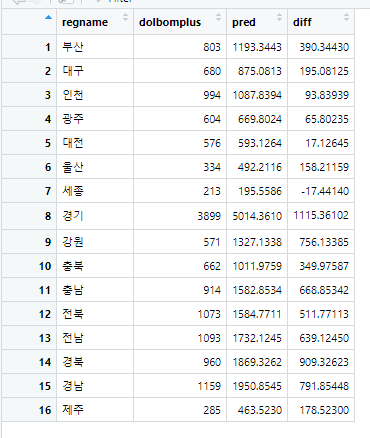 regname dolbomplus pred diff
1 부산 803 1193.3443 390.34430
2 대구 680 875.0813 195.08125
3 인천 994 1087.8394 93.83939
4 광주 604 669.8024 65.80235
5 대전 576 593.1264 17.12645
6 울산 334 492.2116 158.21159
7 세종 213 195.5586 -17.44140
8 경기 3899 5014.3610 1115.36102
9 강원 571 1327.1338 756.13385
10 충북 662 1011.9759 349.97587
11 충남 914 1582.8534 668.85342
12 전북 1073 1584.7711 511.77113
13 전남 1093 1732.1245 639.12450
14 경북 960 1869.3262 909.32623
15 경남 1159 1950.8545 791.85448
16 제주 285 463.5230 178.52300